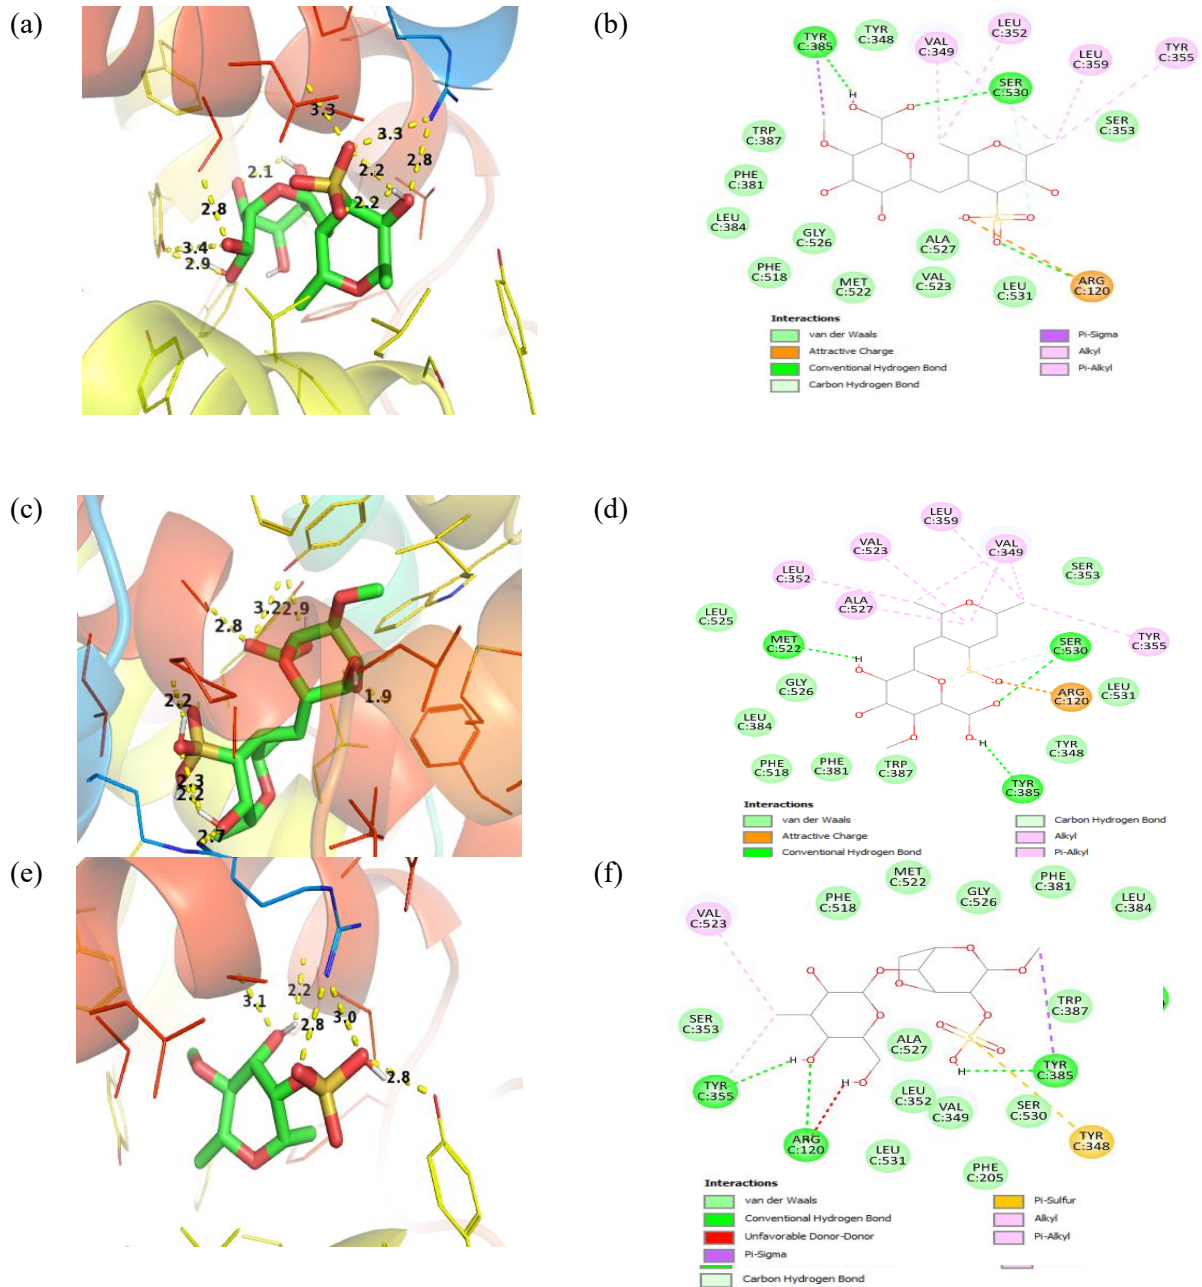 (a)
3.3
3.3
2.8
2.2
2.1
2.2
2.8
3.4
2.9
(b)
TYR
C:385
TYR
C:348
VAL
C:349
LEU
C:352
LEU
C:359
TYR
C:355
SER
C:530
SER
C:353
TRP
C:387
PHE
C:381
LEU
C:384
GLY
C:526
ALA
C:527
PHE
C:518
MET
C:522
VAL
C:523
LEU
C:531
ARG
C:120
H
O
O
O
O
O
O
O
O
O
O
S
O
O
Interactions
van der Waals
Attractive Charge
Conventional Hydrogen Bond
Carbon Hydrogen Bond
Pi-Sigma
Alkyl
Pi-Alkyl
(c)
3.2
2.9
2.8
1.9
2.2
2.3
2.2
2.7
(d)
LEU
C:359
VAL
C:523
VAL
C:349
LEU
C:352
SER
C:353
ALA
C:527
LEU
C:525
MET
C:522
SER
C:530
TYR
C:355
GLY
C:526
ARG
C:120
LEU
C:531
LEU
C:384
TYR
C:348
PHE
C:518
PHE
C:381
TRP
C:387
TYR
C:385
O
H
O
O
S
O
O
O
O
O
H
Interactions
van der Waals
Attractive Charge
Conventional Hydrogen Bond
Carbon Hydrogen Bond
Alkyl
Pi-Alkyl
(e)
3.1
2.2
2.8
3.0
2.8
(f)
MET
C:522
PHE
C:518
GLY
C:526
PHE
C:381
LEU
C:384
VAL
C:523
SER
C:353
TRP
C:387
ALA
C:527
TYR
C:355
TYR
C:385
LEU
C:352
VAL
C:349
SER
C:530
ARG
C:120
TYR
C:348
LEU
C:531
PHE
C:205
O
O
O
O
O
O
O
O
S
O
O
O
H
H
O
H
O
Interactions
van der Waals
Conventional Hydrogen Bond
Unfavorable Donor-Donor
Pi-Sigma
Carbon Hydrogen Bond
Pi-Sulfur
Alkyl
Pi-Alkyl